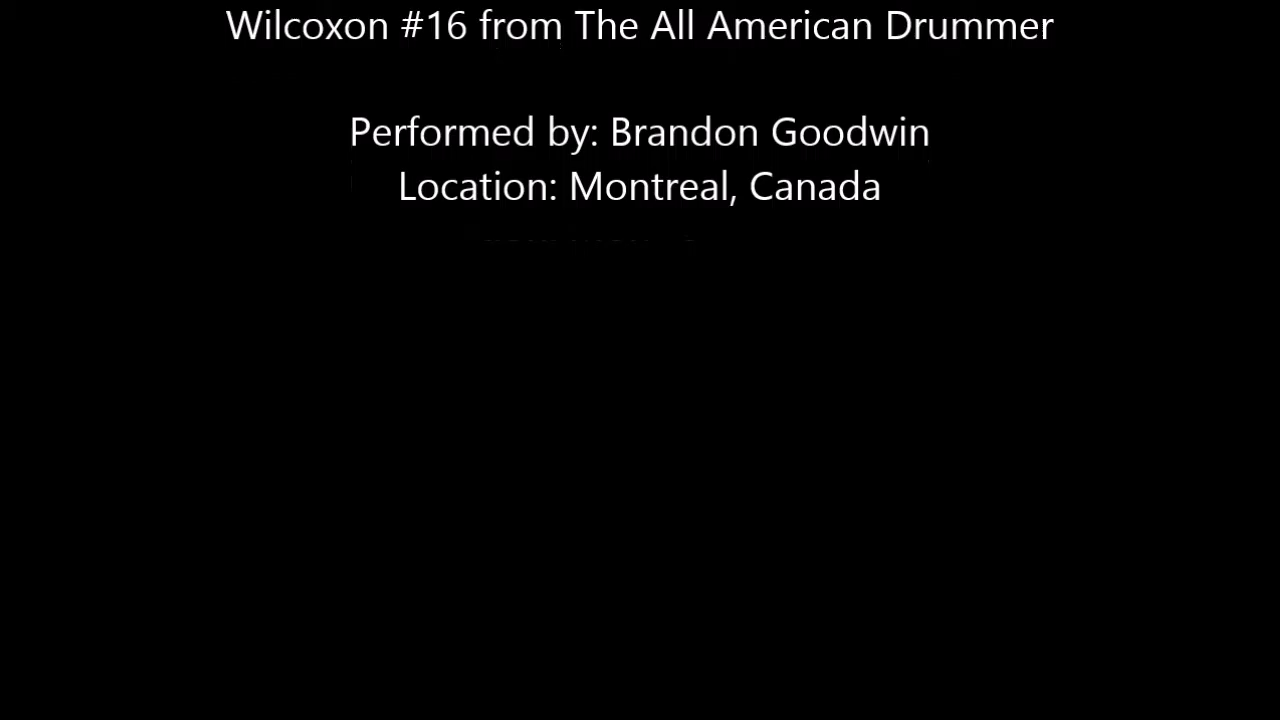 Wilcoxon #16 from The All American Drummer
Performed by: Brandon Goodwin
Location: Montreal, Canada